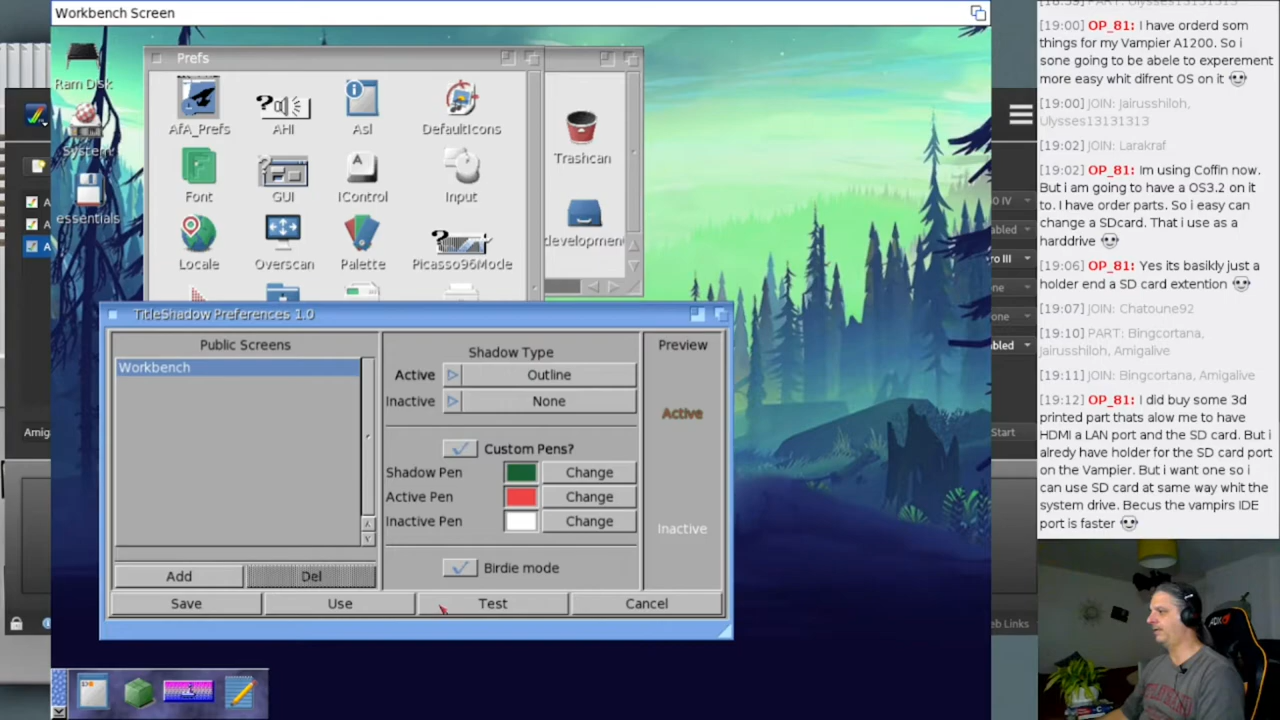 Workbench Screen
Ram Disk
System
essentials
Prefs
AfA_Prefs
AHI
Asl
DefaultIcons
Font
GUI
IControl
Input
Locale
Overscan
Palette
Picasso96Mode
Trashcan
developmen
TitleShadow Preferences 1.0
Public Screens
Workbench
Add
Del
Shadow Type
Active
Outline
Inactive
None
Custom Pens?
Shadow Pen
Change
Active Pen
Change
Inactive Pen
Change
Birdie mode
Preview
Active
Inactive
Save
Use
Test
Cancel
Amiga
Start
eb Links
[19:00] OP_81: I have orderd som
things for my Vampier A1200. So i
sone going to be abele to experement
more easy whit difrent OS on it
[19:00] JOIN: Jairusshiloh,
Ulysses13131313
[19:02] JOIN: Larakraf
[19:02] OP_81: Im using Coffin now.
But i am going to have a OS3.2 on it
to. I have order parts. So i easy can
change a SDcard. That i use as a
harddrive
[19:06] OP_81: Yes its basikly just a
holder end a SD card extention
[19:07] JOIN: Chatoune92
[19:10] PART: Bingcortana,
Jairusshiloh, Amigalive
[19:11] JOIN: Bingcortana, Amigalive
[19:12] OP_81: I did buy some 3d
printed part thats alow me to have
HDMI a LAN port and the SD card. But i
alredy have holder for the SD card port
on the Vampier. But i want one so i
can use SD card at same way whit the
system drive. Becus the vampirs IDE
port is faster